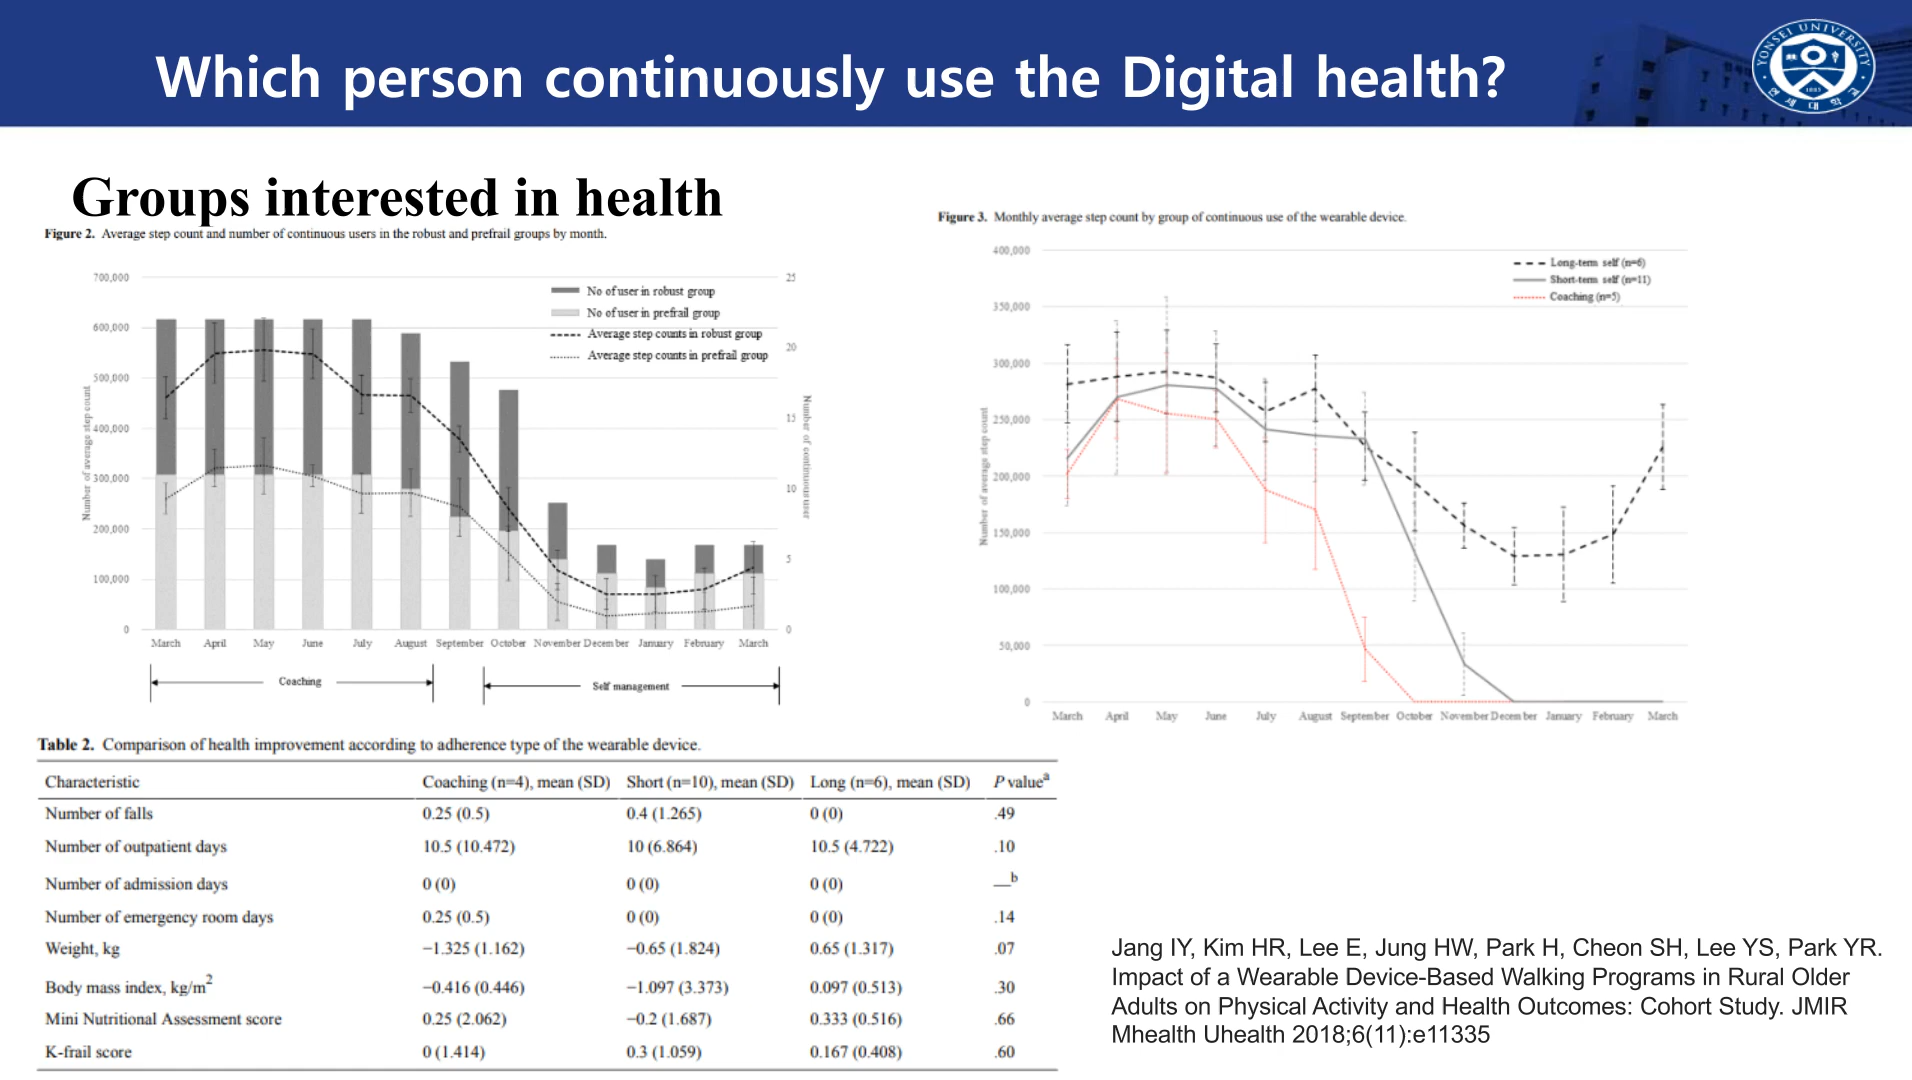 Which person continuously use the Digital health?
YONSEI UNIVERSITY
1885
연세대학교
Groups interested in health
Figure 2. Average step count and number of continuous users in the robust and prefrail groups by month.
700,000
600,000
500,000
400,000
300,000
200,000
100,000
0
Number of average step count
25
20
15
10
5
0
Number of continuous user
No of user in robust group
No of user in prefrail group
Average step counts in robust group
Average step counts in prefrail group
March April May June July August September October November December January February March
Coaching
Self management
Figure 3. Monthly average step count by group of continuous use of the wearable device.
400,000
350,000
300,000
250,000
200,000
150,000
100,000
50,000
0
Number of average step count
Long-term self (n=6)
Short-term self (n=11)
Coaching (n=5)
March April May June July August September October November December January February March
Table 2. Comparison of health improvement according to adherence type of the wearable device.
Characteristic Coaching (n=4), mean (SD) Short (n=10), mean (SD) Long (n=6), mean (SD) P valueᵃ
Number of falls 0.25 (0.5) 0.4 (1.265) 0 (0) .49
Number of outpatient days 10.5 (10.472) 10 (6.864) 10.5 (4.722) .10
Number of admission days 0 (0) 0 (0) 0 (0) —ᵇ
Number of emergency room days 0.25 (0.5) 0 (0) 0 (0) .14
Weight, kg −1.325 (1.162) −0.65 (1.824) 0.65 (1.317) .07
Body mass index, kg/m² −0.416 (0.446) −1.097 (3.373) 0.097 (0.513) .30
Mini Nutritional Assessment score 0.25 (2.062) −0.2 (1.687) 0.333 (0.516) .66
K-frail score 0 (1.414) 0.3 (1.059) 0.167 (0.408) .60
Jang IY, Kim HR, Lee E, Jung HW, Park H, Cheon SH, Lee YS, Park YR.
Impact of a Wearable Device-Based Walking Programs in Rural Older
Adults on Physical Activity and Health Outcomes: Cohort Study. JMIR
Mhealth Uhealth 2018;6(11):e11335